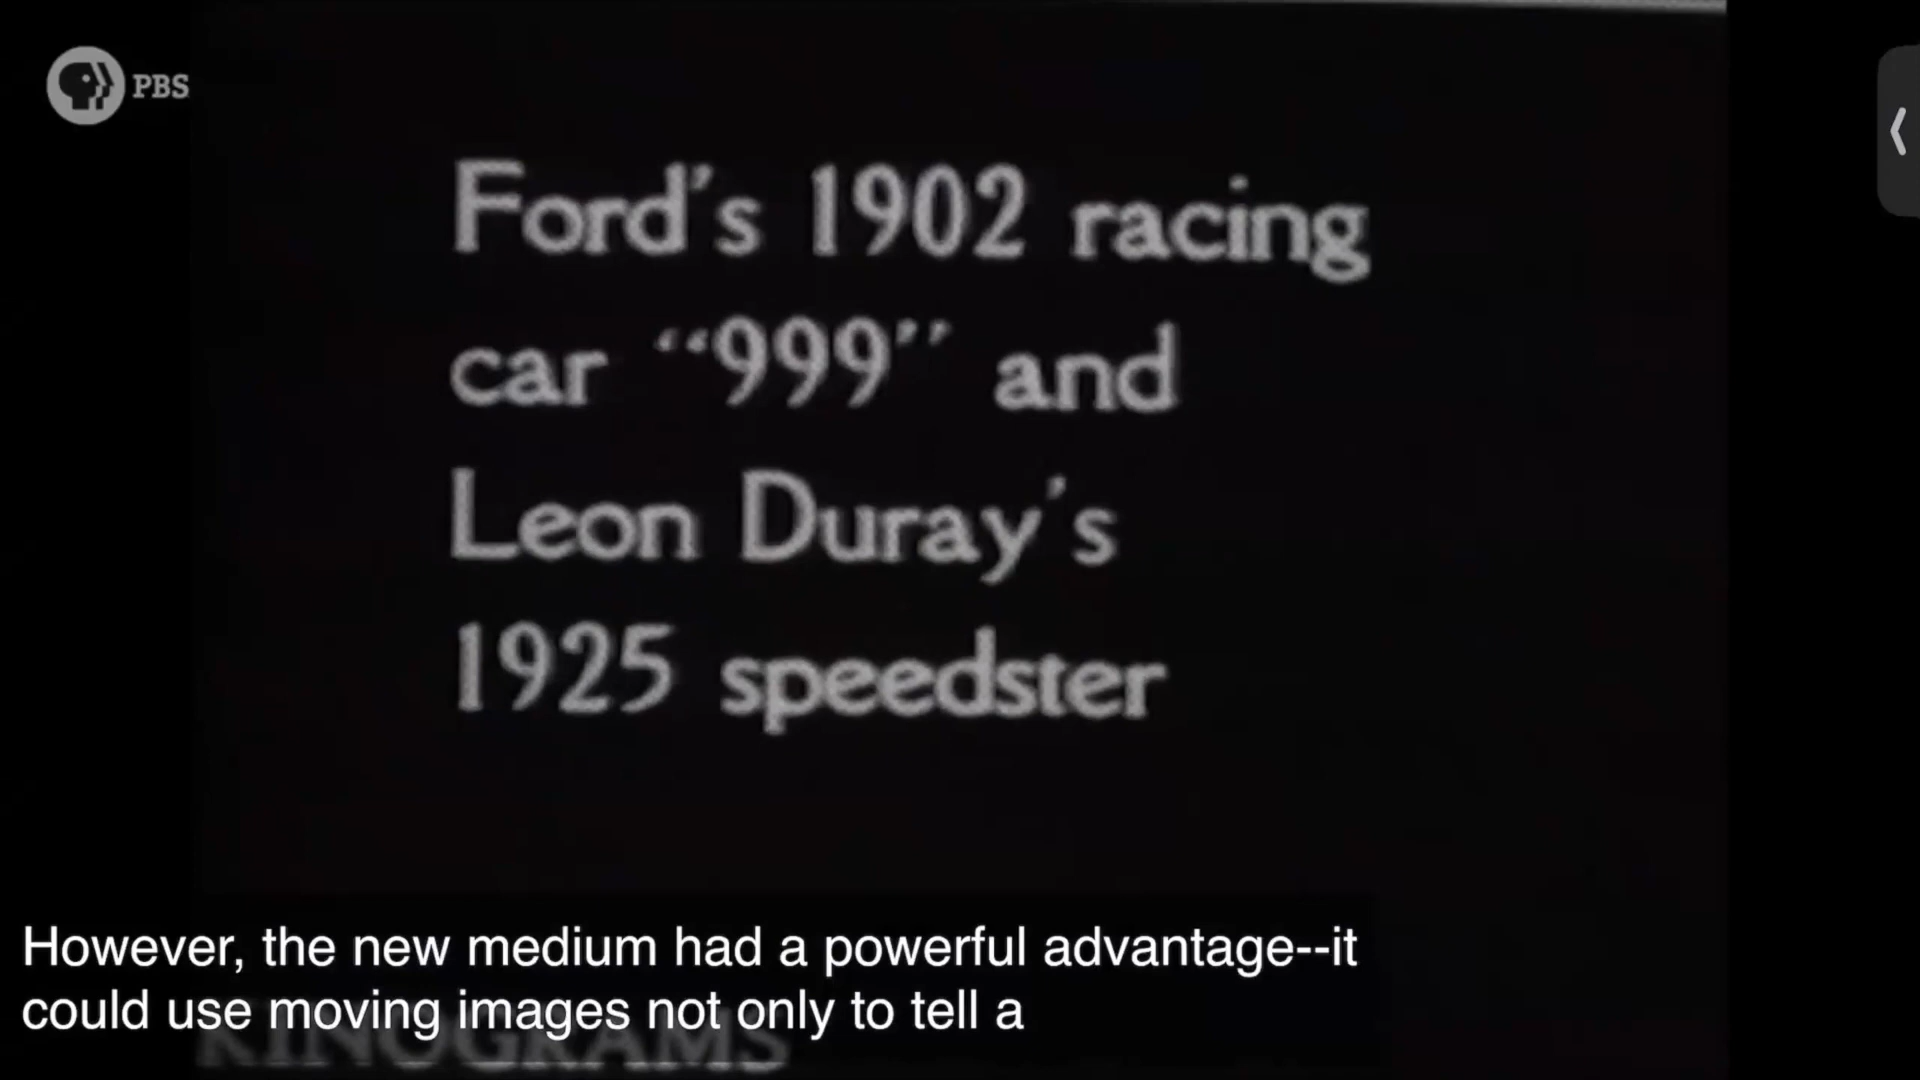 PBS
Ford's 1902 racing
car "999" and
Leon Duray's
1925 speedster
However, the new medium had a powerful advantage--it
could use moving images not only to tell a
KINOGRAMS